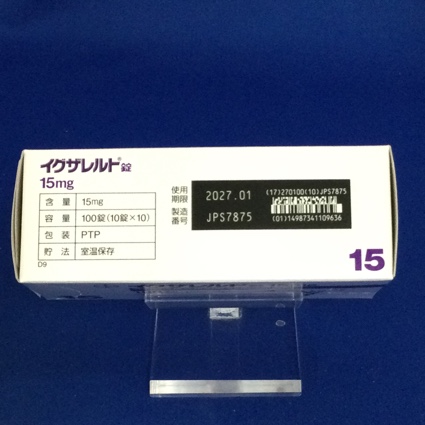 イグザレルト®錠
15mg
含量 15mg
容量 100錠(10錠×10)
包装 PTP
貯法 室温保存
D9
使用期限 2027.01
製造番号 JPS7875
(17)270100(10)JPS7875
(01)14987341109636
15